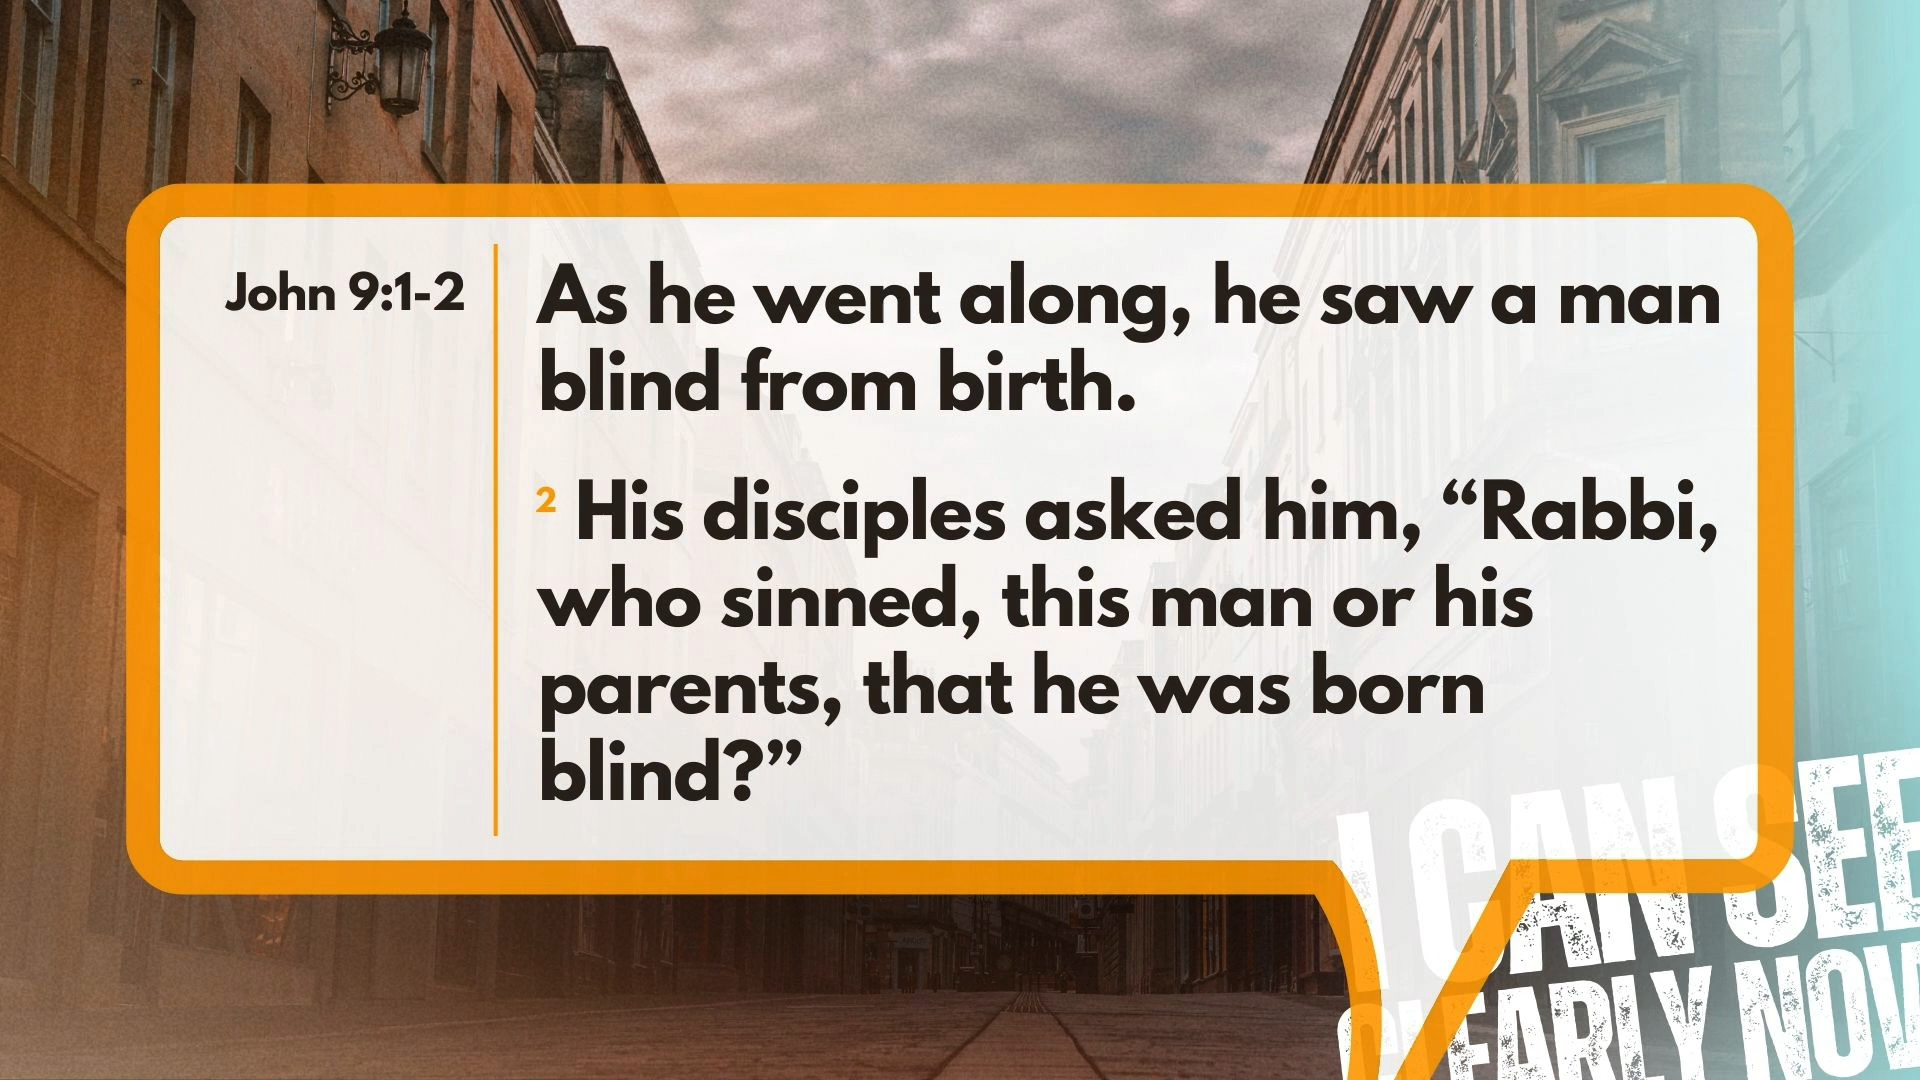 John 9:1-2
As he went along, he saw a man
blind from birth.
2 His disciples asked him, “Rabbi,
who sinned, this man or his
parents, that he was born
blind?”
I CAN SEE
CLEARLY NOW